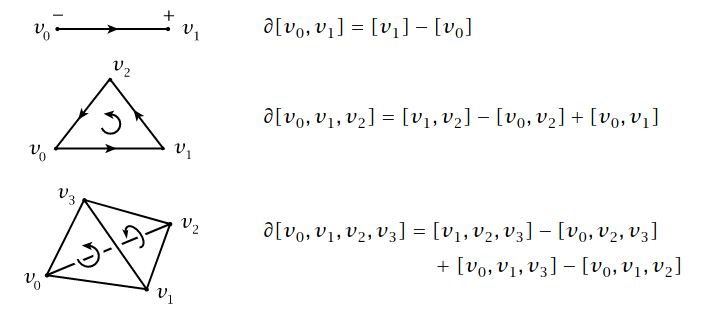 − +
v₀ v₁ ∂[v₀, v₁] = [v₁] − [v₀]
v₂
∂[v₀, v₁, v₂] = [v₁, v₂] − [v₀, v₂] + [v₀, v₁]
v₀ v₁
v₃
v₂ ∂[v₀, v₁, v₂, v₃] = [v₁, v₂, v₃] − [v₀, v₂, v₃]
+ [v₀, v₁, v₃] − [v₀, v₁, v₂]
v₀
v₁